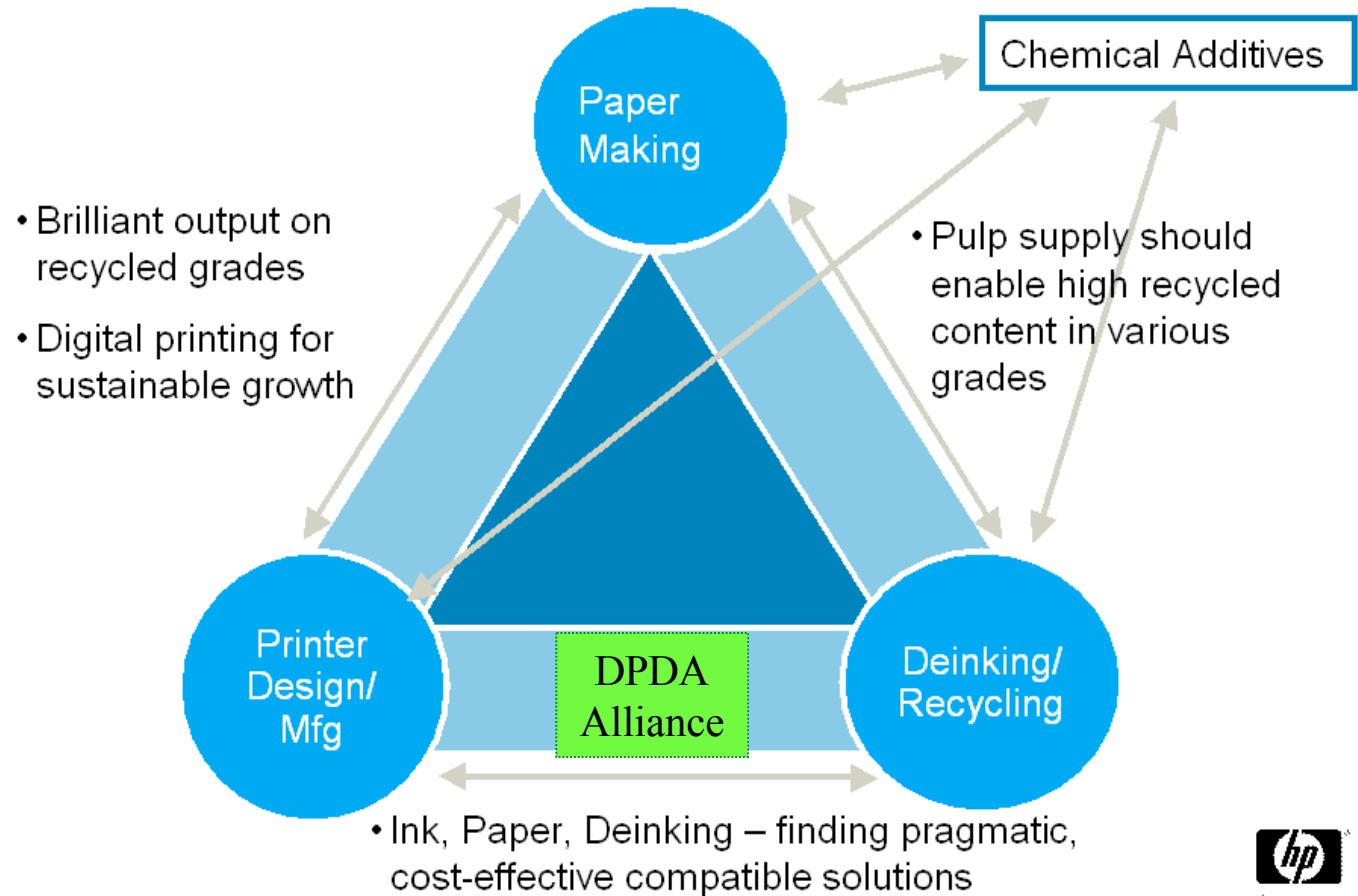 Chemical Additives
Paper
Making
• Brilliant output on
recycled grades
• Digital printing for
sustainable growth
• Pulp supply should
enable high recycled
content in various
grades
Printer
Design/
Mfg
DPDA
Alliance
Deinking/
Recycling
• Ink, Paper, Deinking – finding pragmatic,
cost-effective compatible solutions
hp